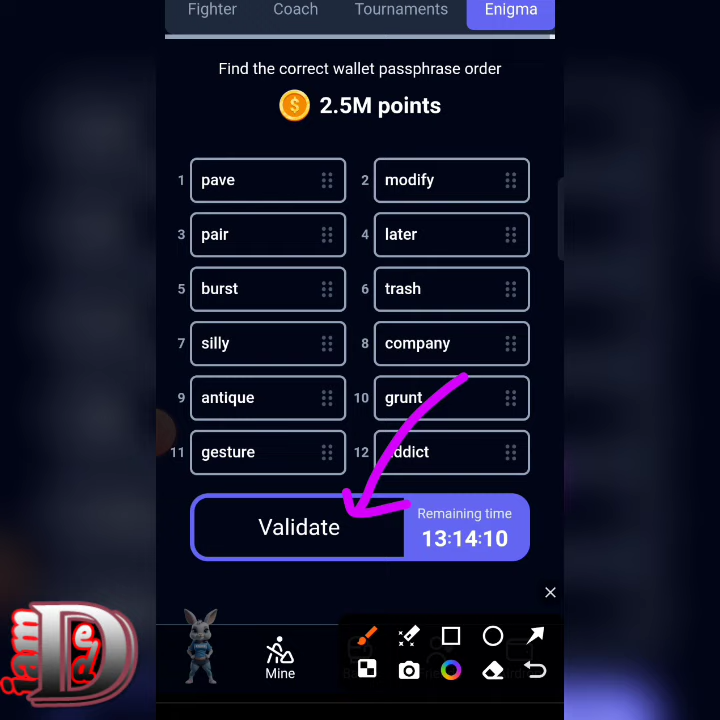 Fighter Coach Tournaments Enigma
Find the correct wallet passphrase order
$ 2.5M points
1 pave 2 modify
3 pair 4 later
5 burst 6 trash
7 silly 8 company
9 antique 10 grunt
11 gesture 12 addict
Validate
Remaining time
13:14:10
Mine